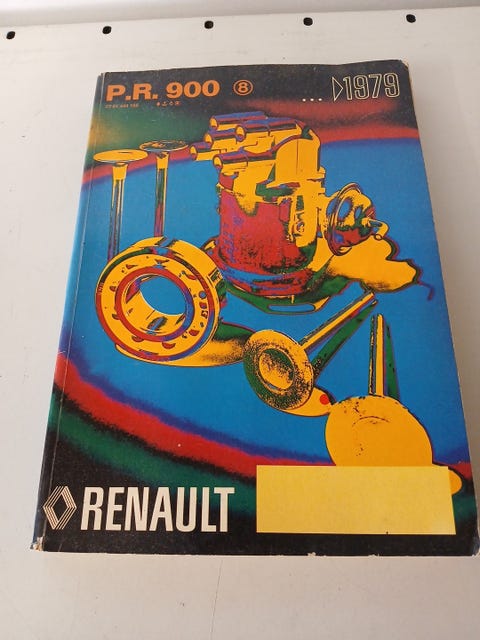 P.R. 900 ⑧
... ▷1979
RENAULT